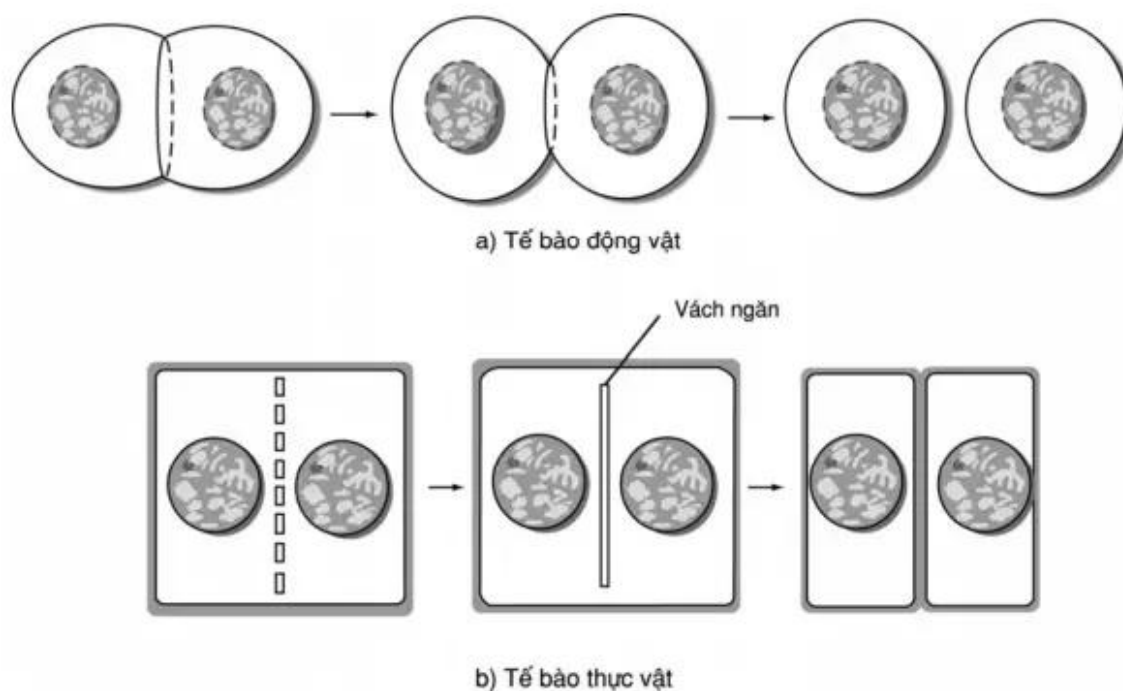 a) Tế bào động vật
Vách ngăn
b) Tế bào thực vật